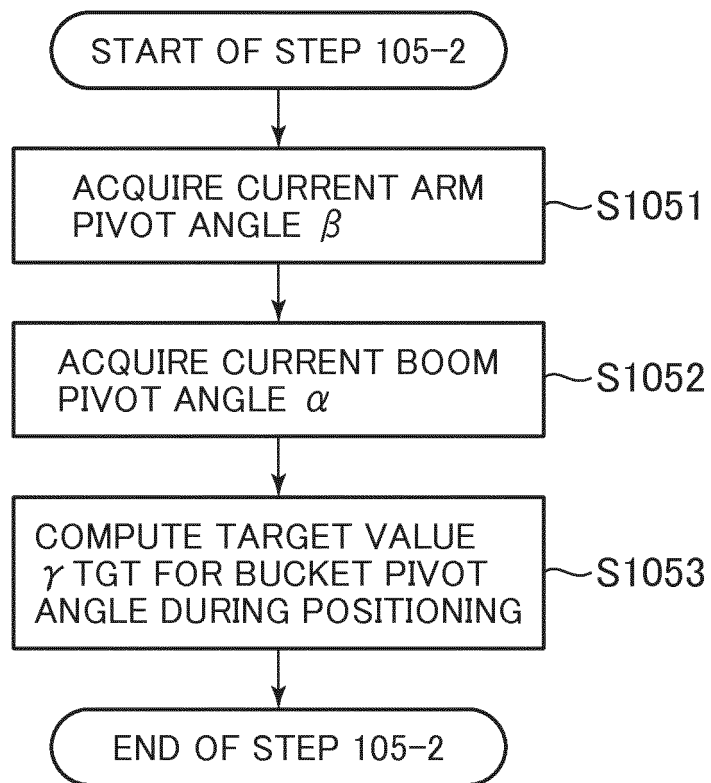 START OF STEP 105-2
ACQUIRE CURRENT ARM
PIVOT ANGLE β
S1051
ACQUIRE CURRENT BOOM
PIVOT ANGLE α
S1052
COMPUTE TARGET VALUE
γ TGT FOR BUCKET PIVOT
ANGLE DURING POSITIONING
S1053
END OF STEP 105-2